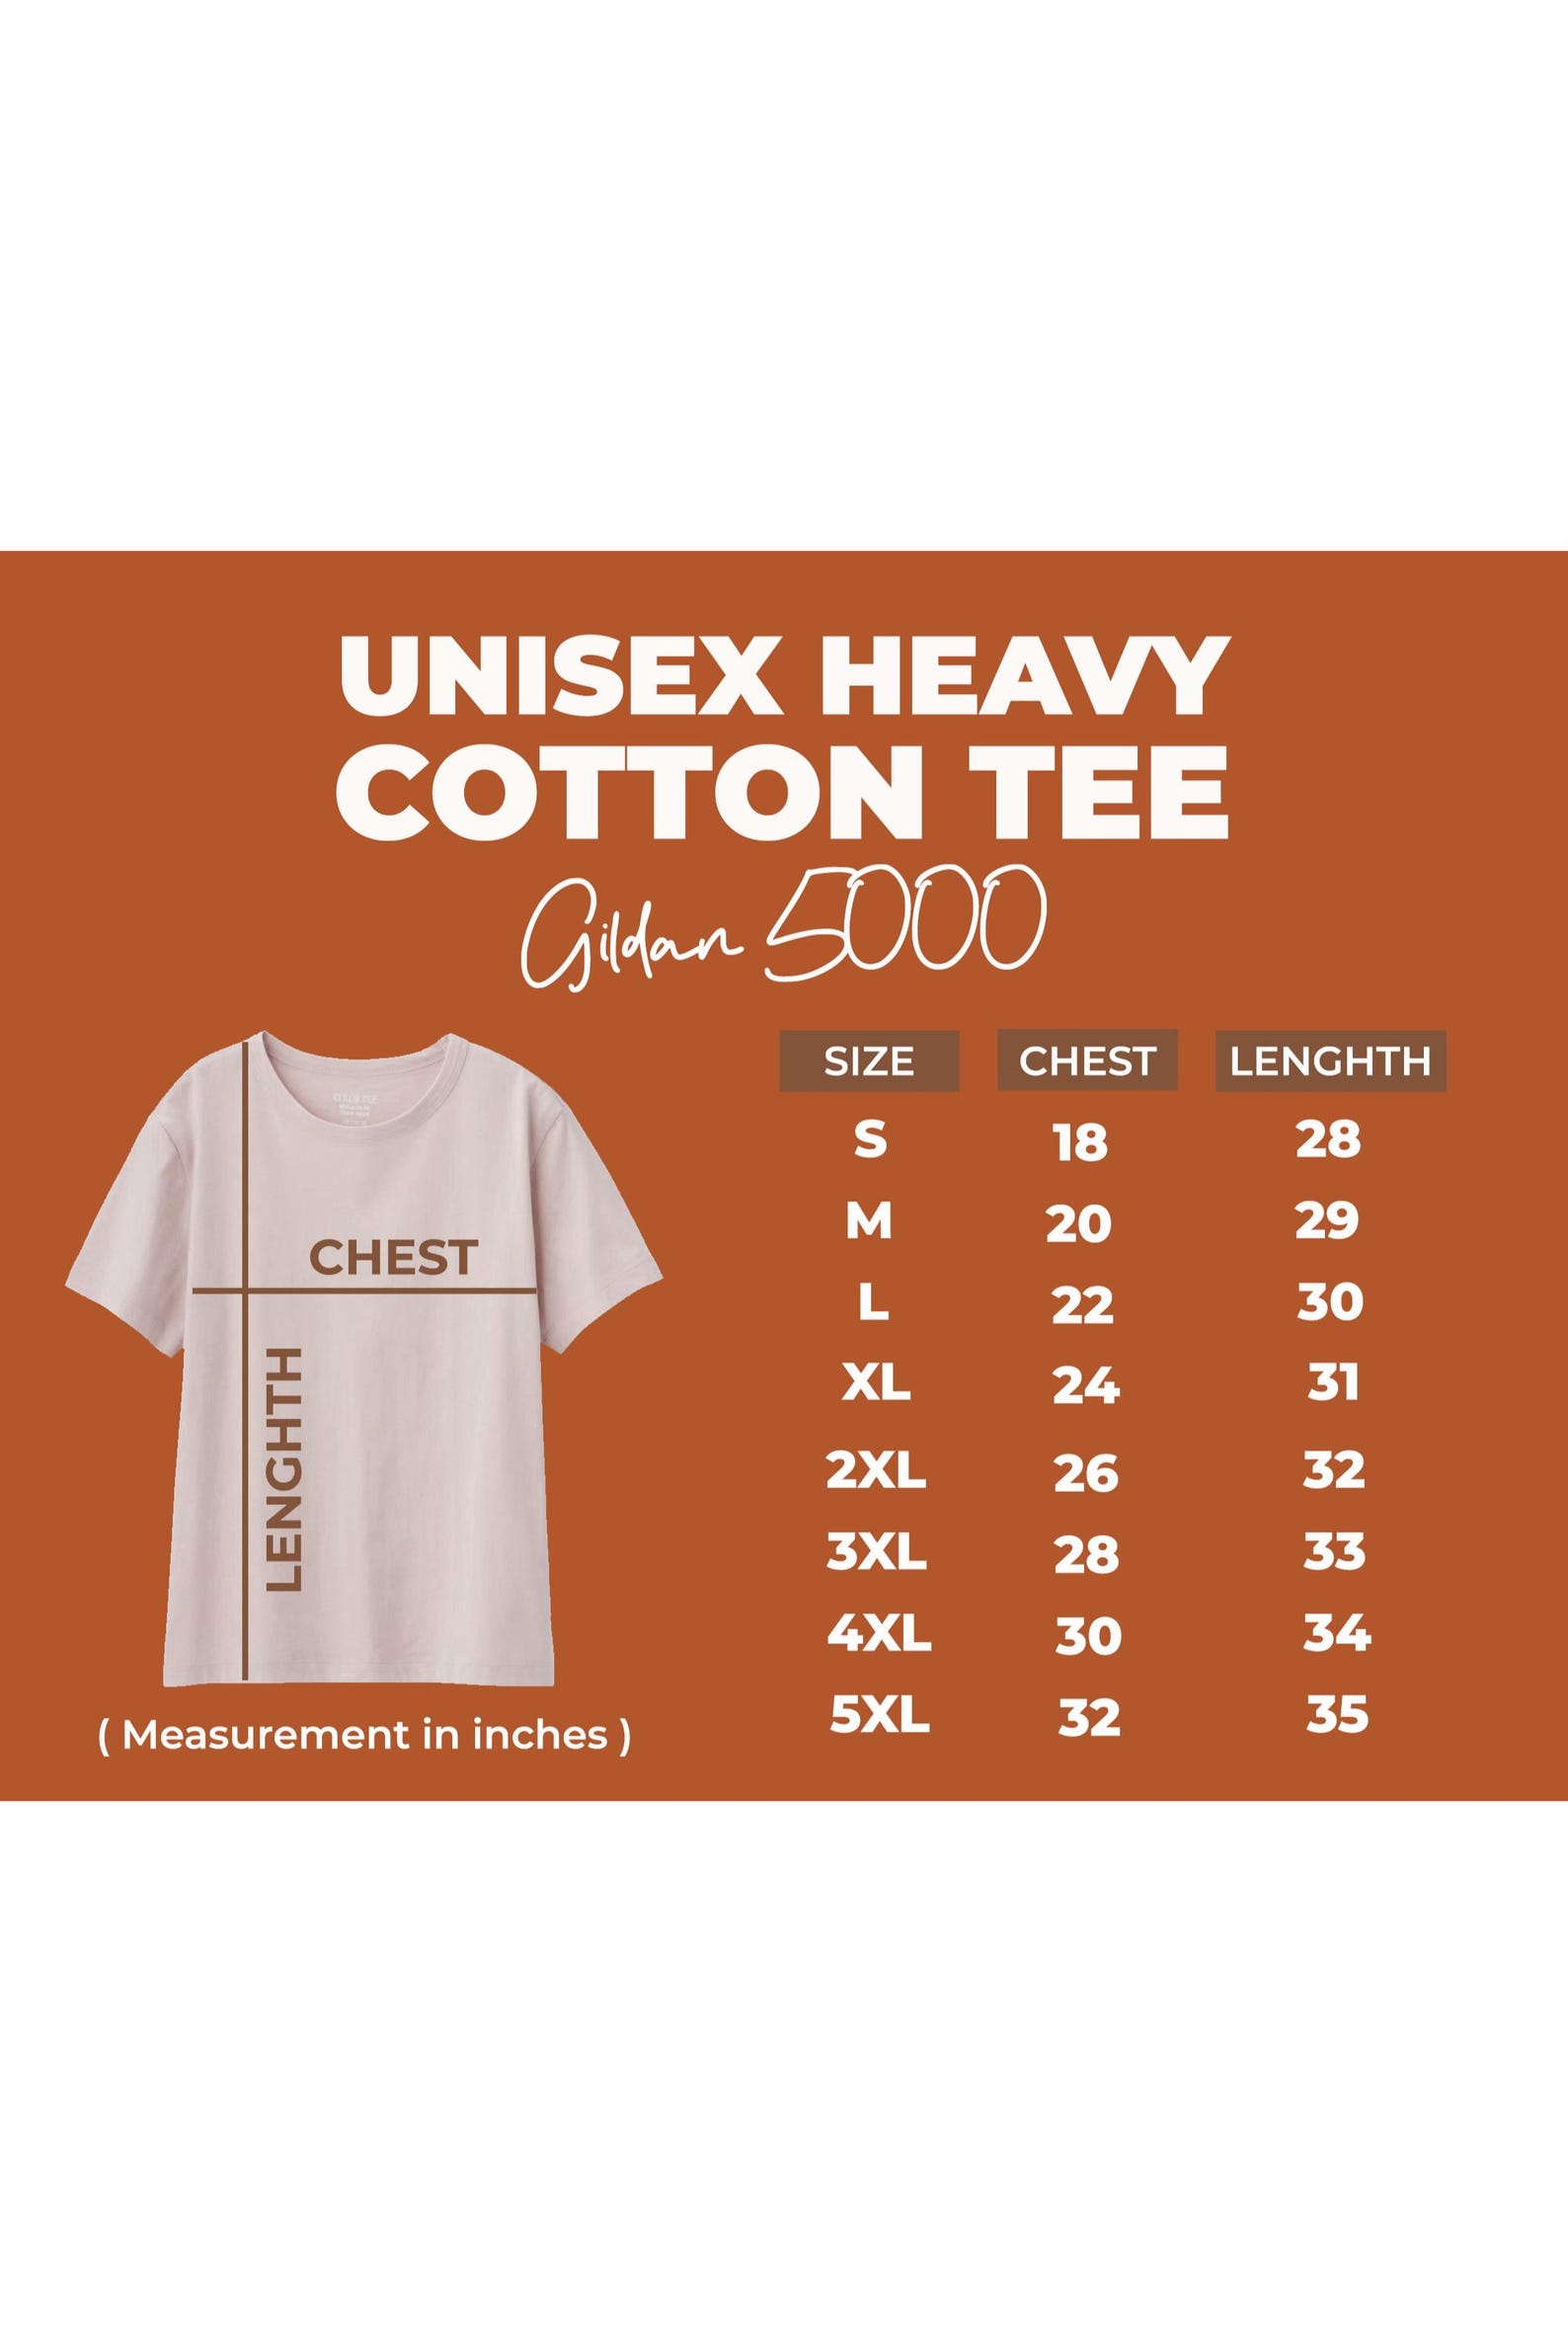 UNISEX HEAVY
COTTON TEE
Gildan 5000
SIZE CHEST LENGHTH
S 18 28
M 20 29
L 22 30
XL 24 31
2XL 26 32
3XL 28 33
4XL 30 34
5XL 32 35
CHEST
LENGHTH
( Measurement in inches )